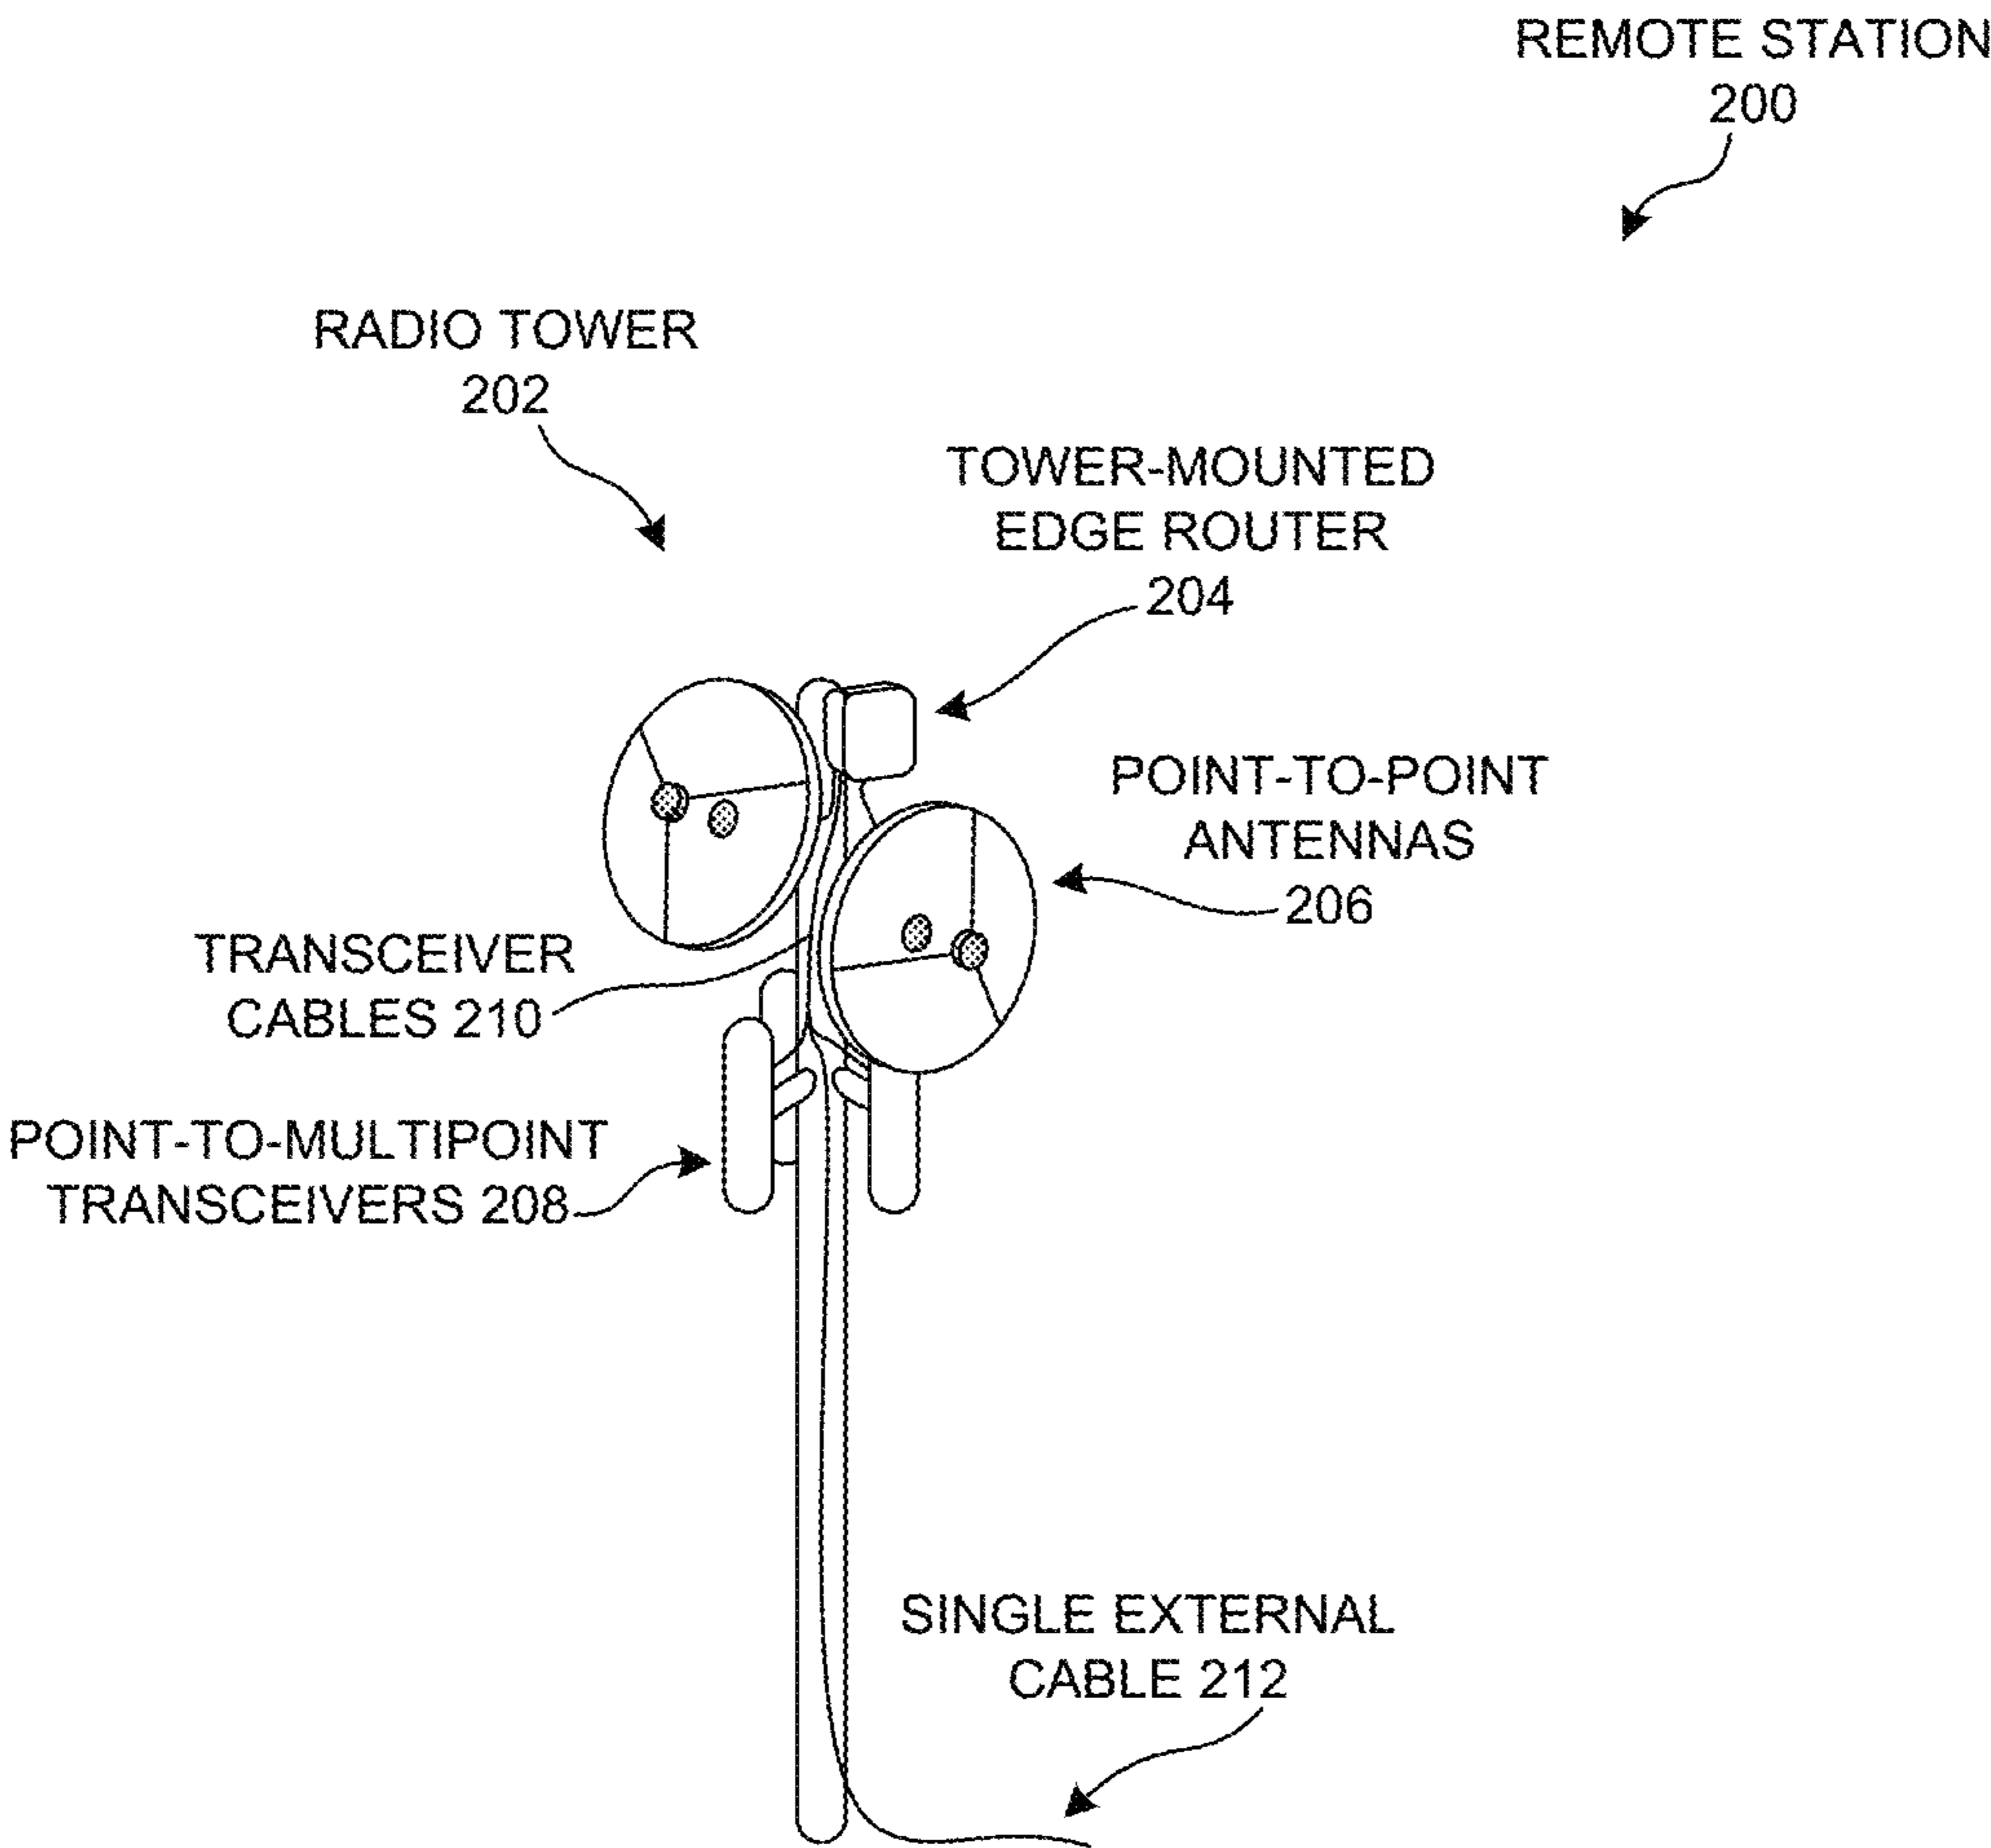 REMOTE STATION
200
RADIO TOWER
202
TOWER-MOUNTED
EDGE ROUTER
204
POINT-TO-POINT
ANTENNAS
206
TRANSCEIVER
CABLES 210
POINT-TO-MULTIPOINT
TRANSCEIVERS 208
SINGLE EXTERNAL
CABLE 212